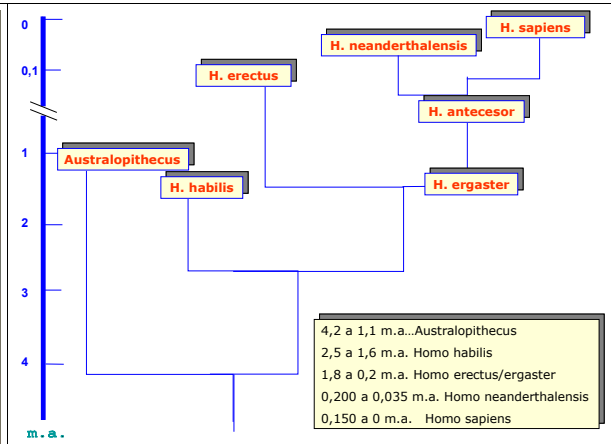 0
H. sapiens
H. neanderthalensis
0,1
H. erectus
H. antecesor
1
Australopithecus
H. habilis
H. ergaster
2
3
4,2 a 1,1 m.a...Australopithecus
2,5 a 1,6 m.a. Homo habilis
4
1,8 a 0,2 m.a. Homo erectus/ergaster
0,200 a 0,035 m.a. Homo neanderthalensis
0,150 a 0 m.a. Homo sapiens
m.a.